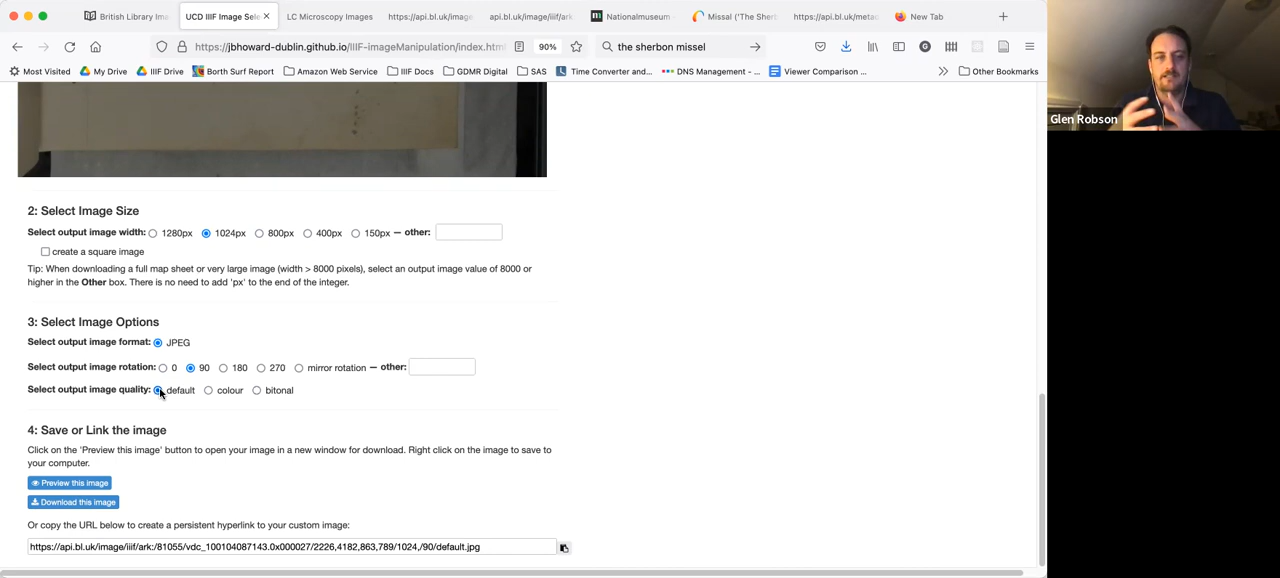 British Library Ima
UCD IIIF Image Sele
LC Microscopy Images
https://api.bl.uk/image
api.bl.uk/image/iiif/ark:
Nationalmuseum -
Missal ('The Sherb
https://api.bl.uk/meta
New Tab
https://jbhoward-dublin.github.io/IIIF-imageManipulation/index.htm
90%
the sherbon missel
Most Visited
My Drive
IIIF Drive
Borth Surf Report
Amazon Web Service
IIIF Docs
GDMR Digital
SAS
Time Converter and...
DNS Management - ...
Viewer Comparison ...
Other Bookmarks
Glen Robson
2: Select Image Size
Select output image width: 1280px 1024px 800px 400px 150px — other:
create a square image
Tip: When downloading a full map sheet or very large image (width > 8000 pixels), select an output image value of 8000 or
higher in the Other box. There is no need to add 'px' to the end of the integer.
3: Select Image Options
Select output image format: JPEG
Select output image rotation: 0 90 180 270 mirror rotation — other:
Select output image quality: default colour bitonal
4: Save or Link the image
Click on the 'Preview this image' button to open your image in a new window for download. Right click on the image to save to
your computer.
Preview this image
Download this image
Or copy the URL below to create a persistent hyperlink to your custom image:
https://api.bl.uk/image/iiif/ark:/81055/vdc_100104087143.0x000027/2226,4182,863,789/1024,/90/default.jpg